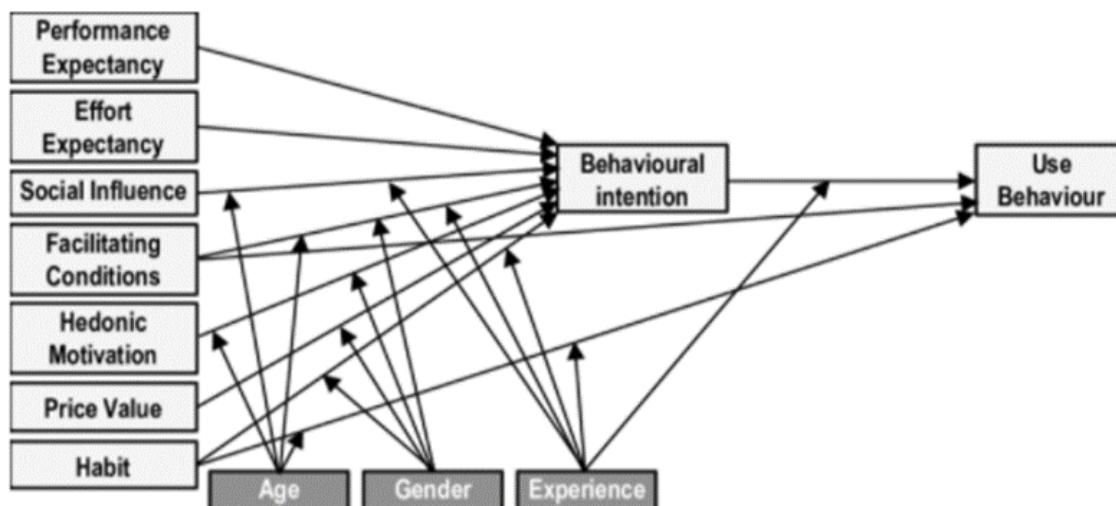 Performance
Expectancy
Effort
Expectancy
Social Influence
Facilitating
Conditions
Hedonic
Motivation
Price Value
Habit
Behavioural
intention
Use
Behaviour
Age
Gender
Experience